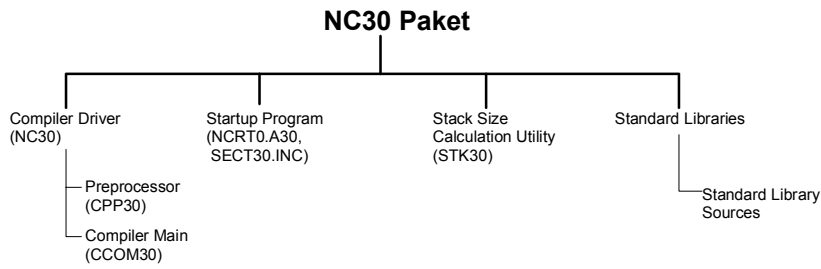 NC30 Paket
Compiler Driver
(NC30)
Preprocessor
(CPP30)
Compiler Main
(CCOM30)
Startup Program
(NCRT0.A30,
SECT30.INC)
Stack Size
Calculation Utility
(STK30)
Standard Libraries
Standard Library
Sources